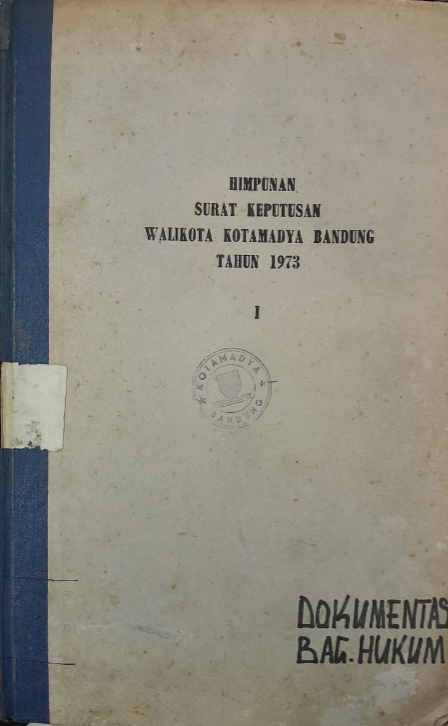 HIMPUNAN
SURAT KEPUTUSAN
WALIKOTA KOTAMADYA BANDUNG
TAHUN 1973
I
KOTAMADYA
BANDUNG
DOKUMENTAS
BAG. HUKUM